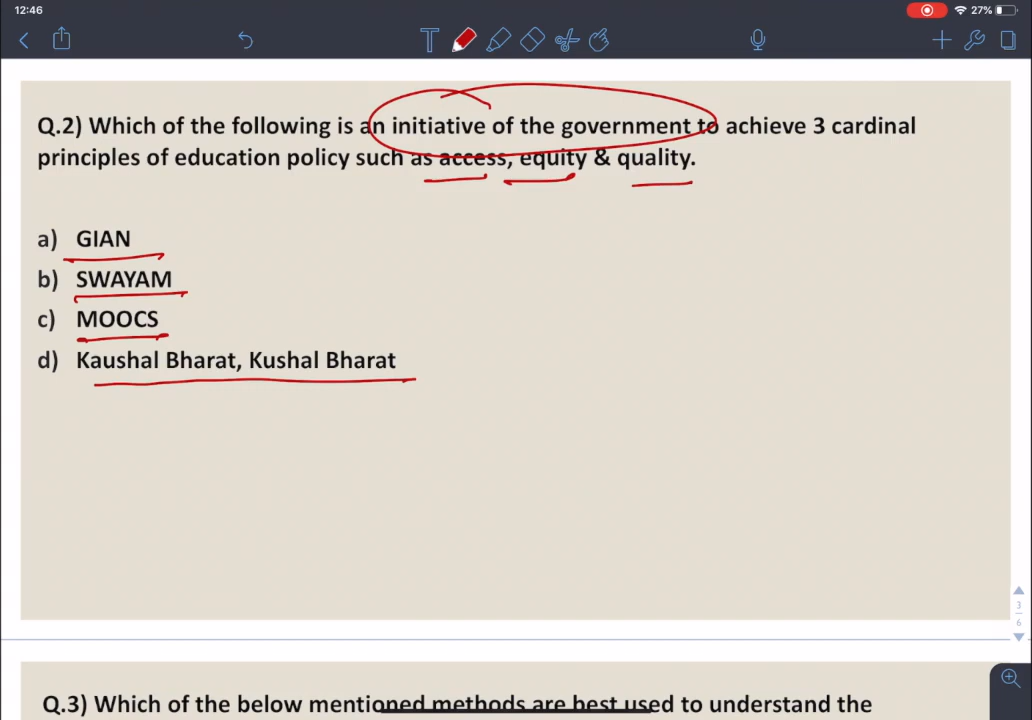 12:46
27%
T
Q.2) Which of the following is an initiative of the government to achieve 3 cardinal
principles of education policy such as access, equity & quality.
a) GIAN
b) SWAYAM
c) MOOCS
d) Kaushal Bharat, Kushal Bharat
3
6
Q.3) Which of the below mentioned methods are best used to understand the